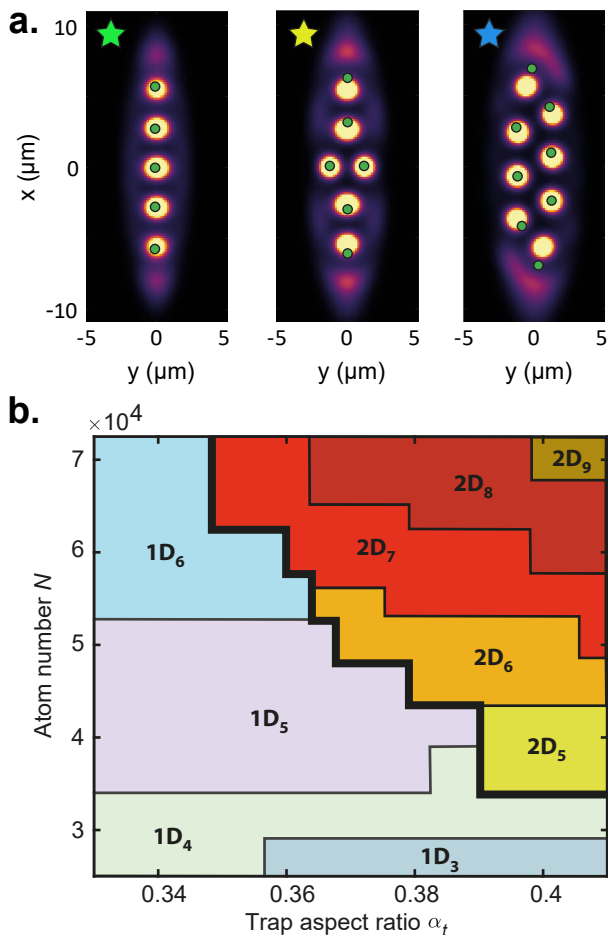 a.
10
0
-10
x (μm)
-5 0 5
-5 0 5
-5 0 5
y (μm)
y (μm)
y (μm)
b.
×10⁴
7
6
5
4
3
Atom number N
1D₆
2D₇
2D₈
2D₉
1D₅
2D₆
2D₅
1D₄
1D₃
0.34 0.36 0.38 0.4
Trap aspect ratio αₜ